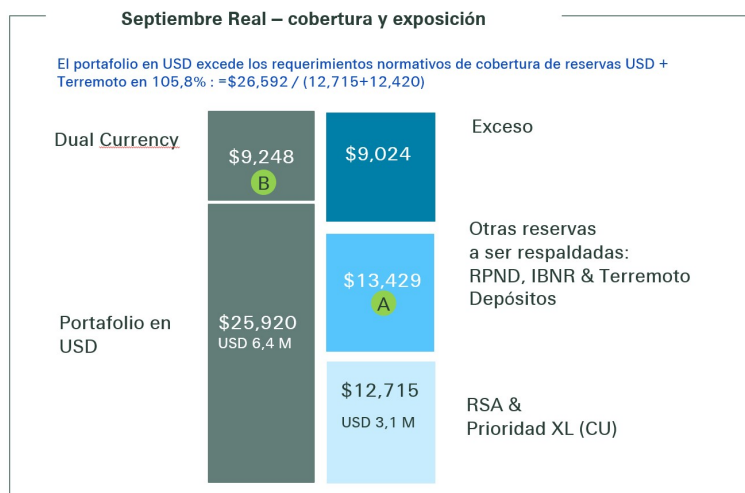 Septiembre Real – cobertura y exposición
El portafolio en USD excede los requerimientos normativos de cobertura de reservas USD +
Terremoto en 105,8% : =$26,592 / (12,715+12,420)
Dual Currency
$9,248
B
$9,024
Exceso
Otras reservas
a ser respaldadas:
RPND, IBNR & Terremoto
Depósitos
$13,429
A
Portafolio en
USD
$25,920
USD 6,4 M
$12,715
USD 3,1 M
RSA &
Prioridad XL (CU)